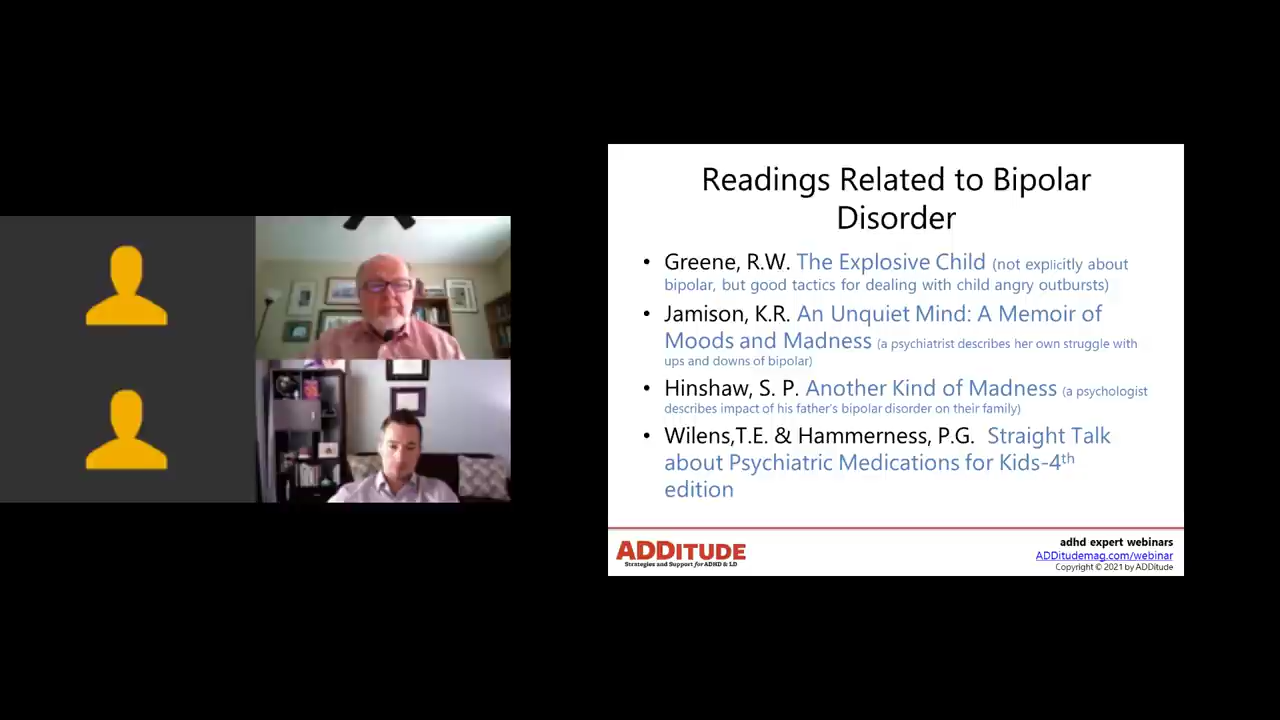 Readings Related to Bipolar
Disorder
• Greene, R.W. The Explosive Child (not explicitly about
bipolar, but good tactics for dealing with child angry outbursts)
• Jamison, K.R. An Unquiet Mind: A Memoir of
Moods and Madness (a psychiatrist describes her own struggle with
ups and downs of bipolar)
• Hinshaw, S. P. Another Kind of Madness (a psychologist
describes impact of his father's bipolar disorder on their family)
• Wilens,T.E. & Hammerness, P.G. Straight Talk
about Psychiatric Medications for Kids-4th
edition
ADDITUDE
Strategies and Support for ADHD & LD
adhd expert webinars
ADDitudemag.com/webinar
Copyright © 2021 by ADDitude